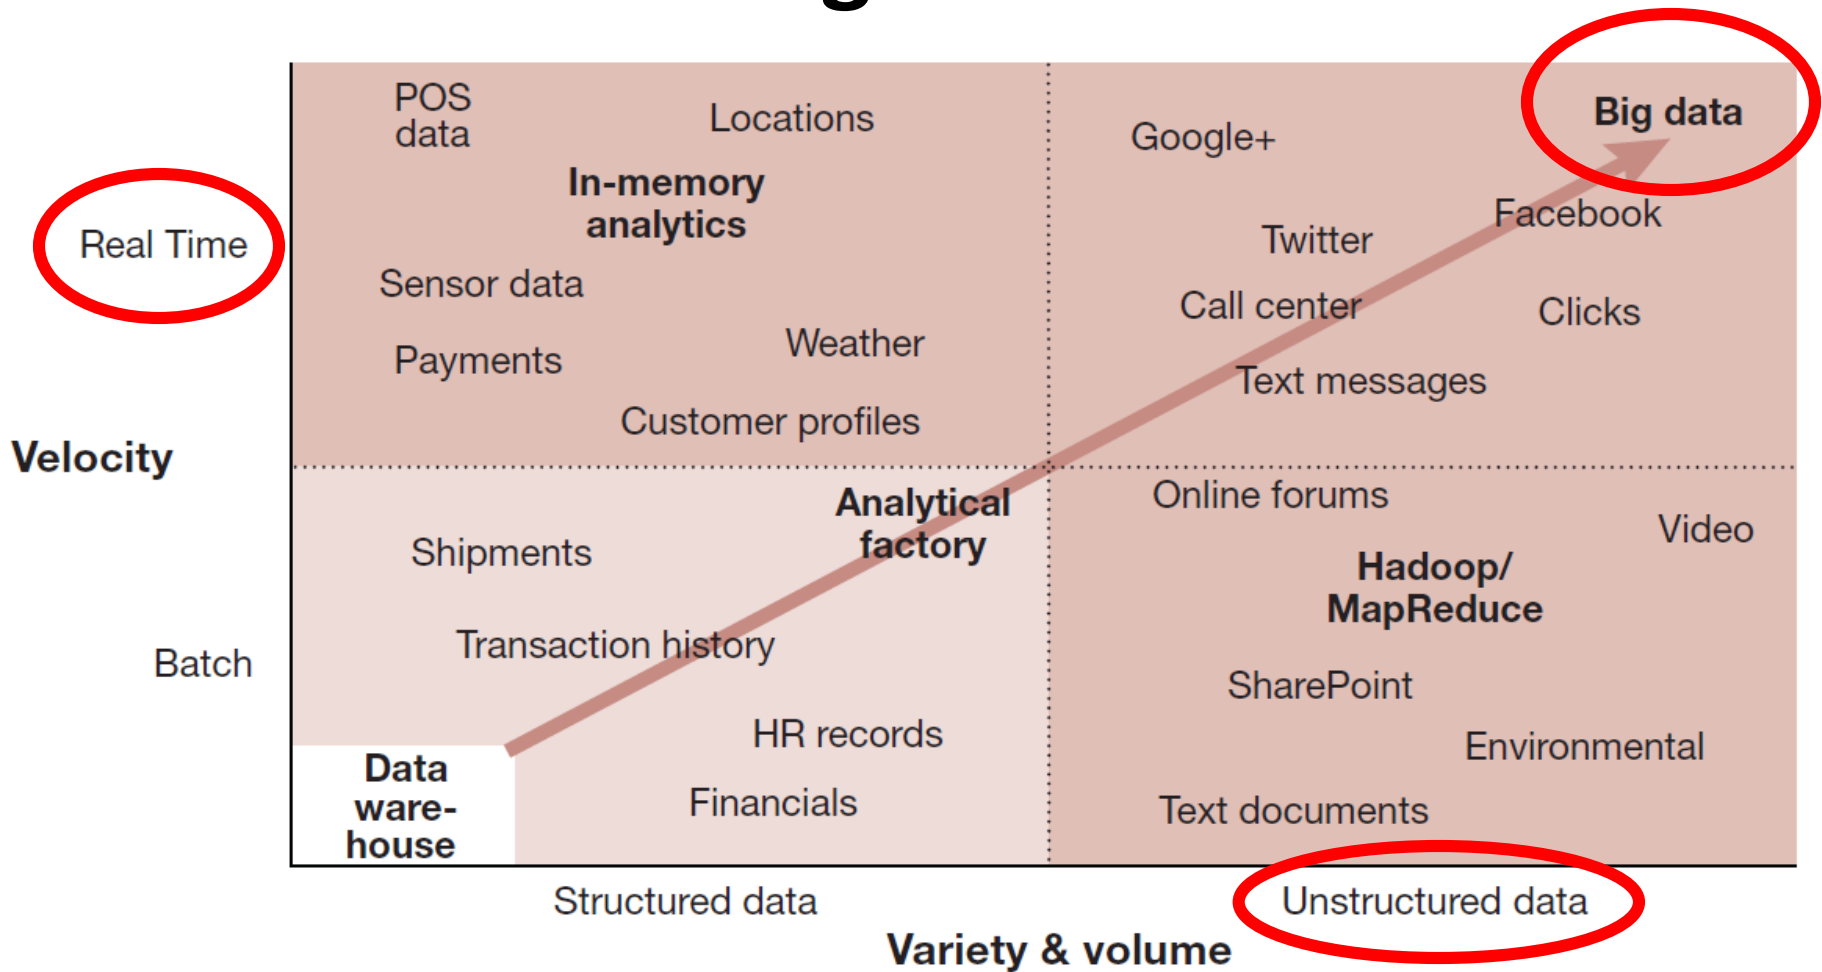 POS
data
Locations
Google+
Big data
In-memory
analytics
Real Time
Facebook
Twitter
Sensor data
Call center
Clicks
Weather
Payments
Text messages
Customer profiles
Velocity
Analytical
factory
Online forums
Video
Shipments
Hadoop/
MapReduce
Transaction history
Batch
SharePoint
HR records
Environmental
Data
ware-
house
Financials
Text documents
Structured data
Unstructured data
Variety & volume